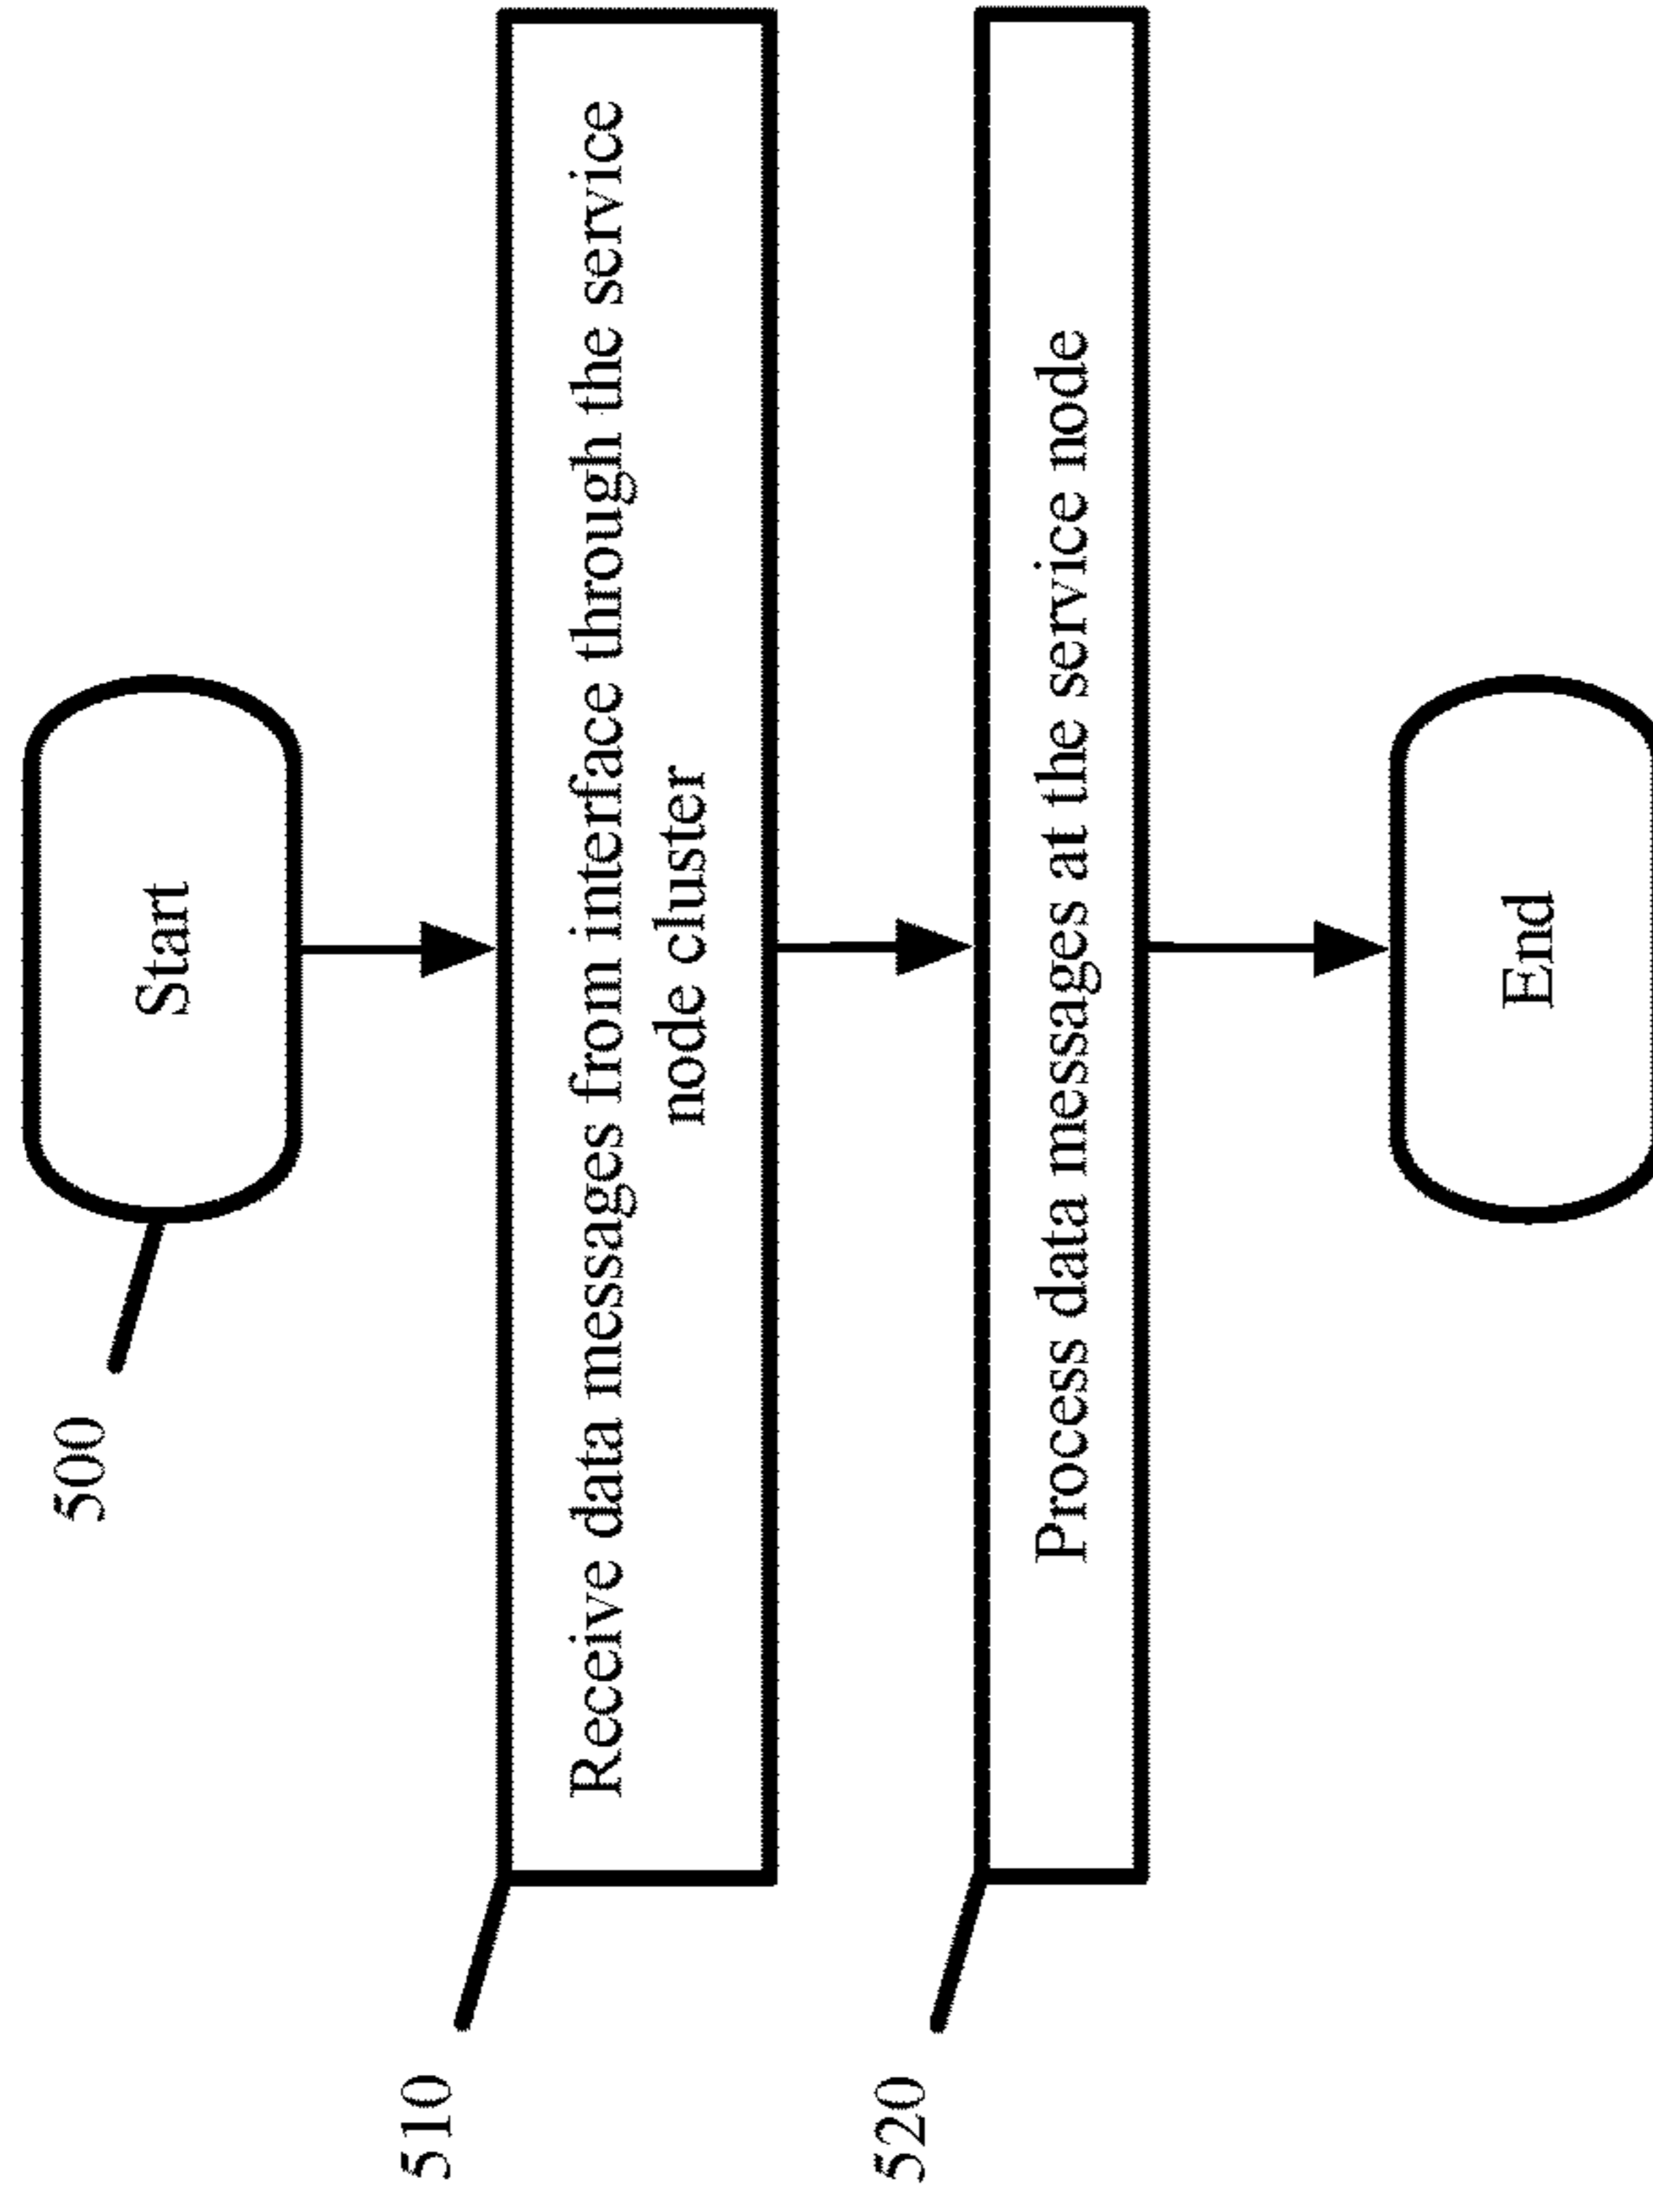 500
Start
510
Receive data messages from interface through the service
node cluster
520
Process data messages at the service node
End